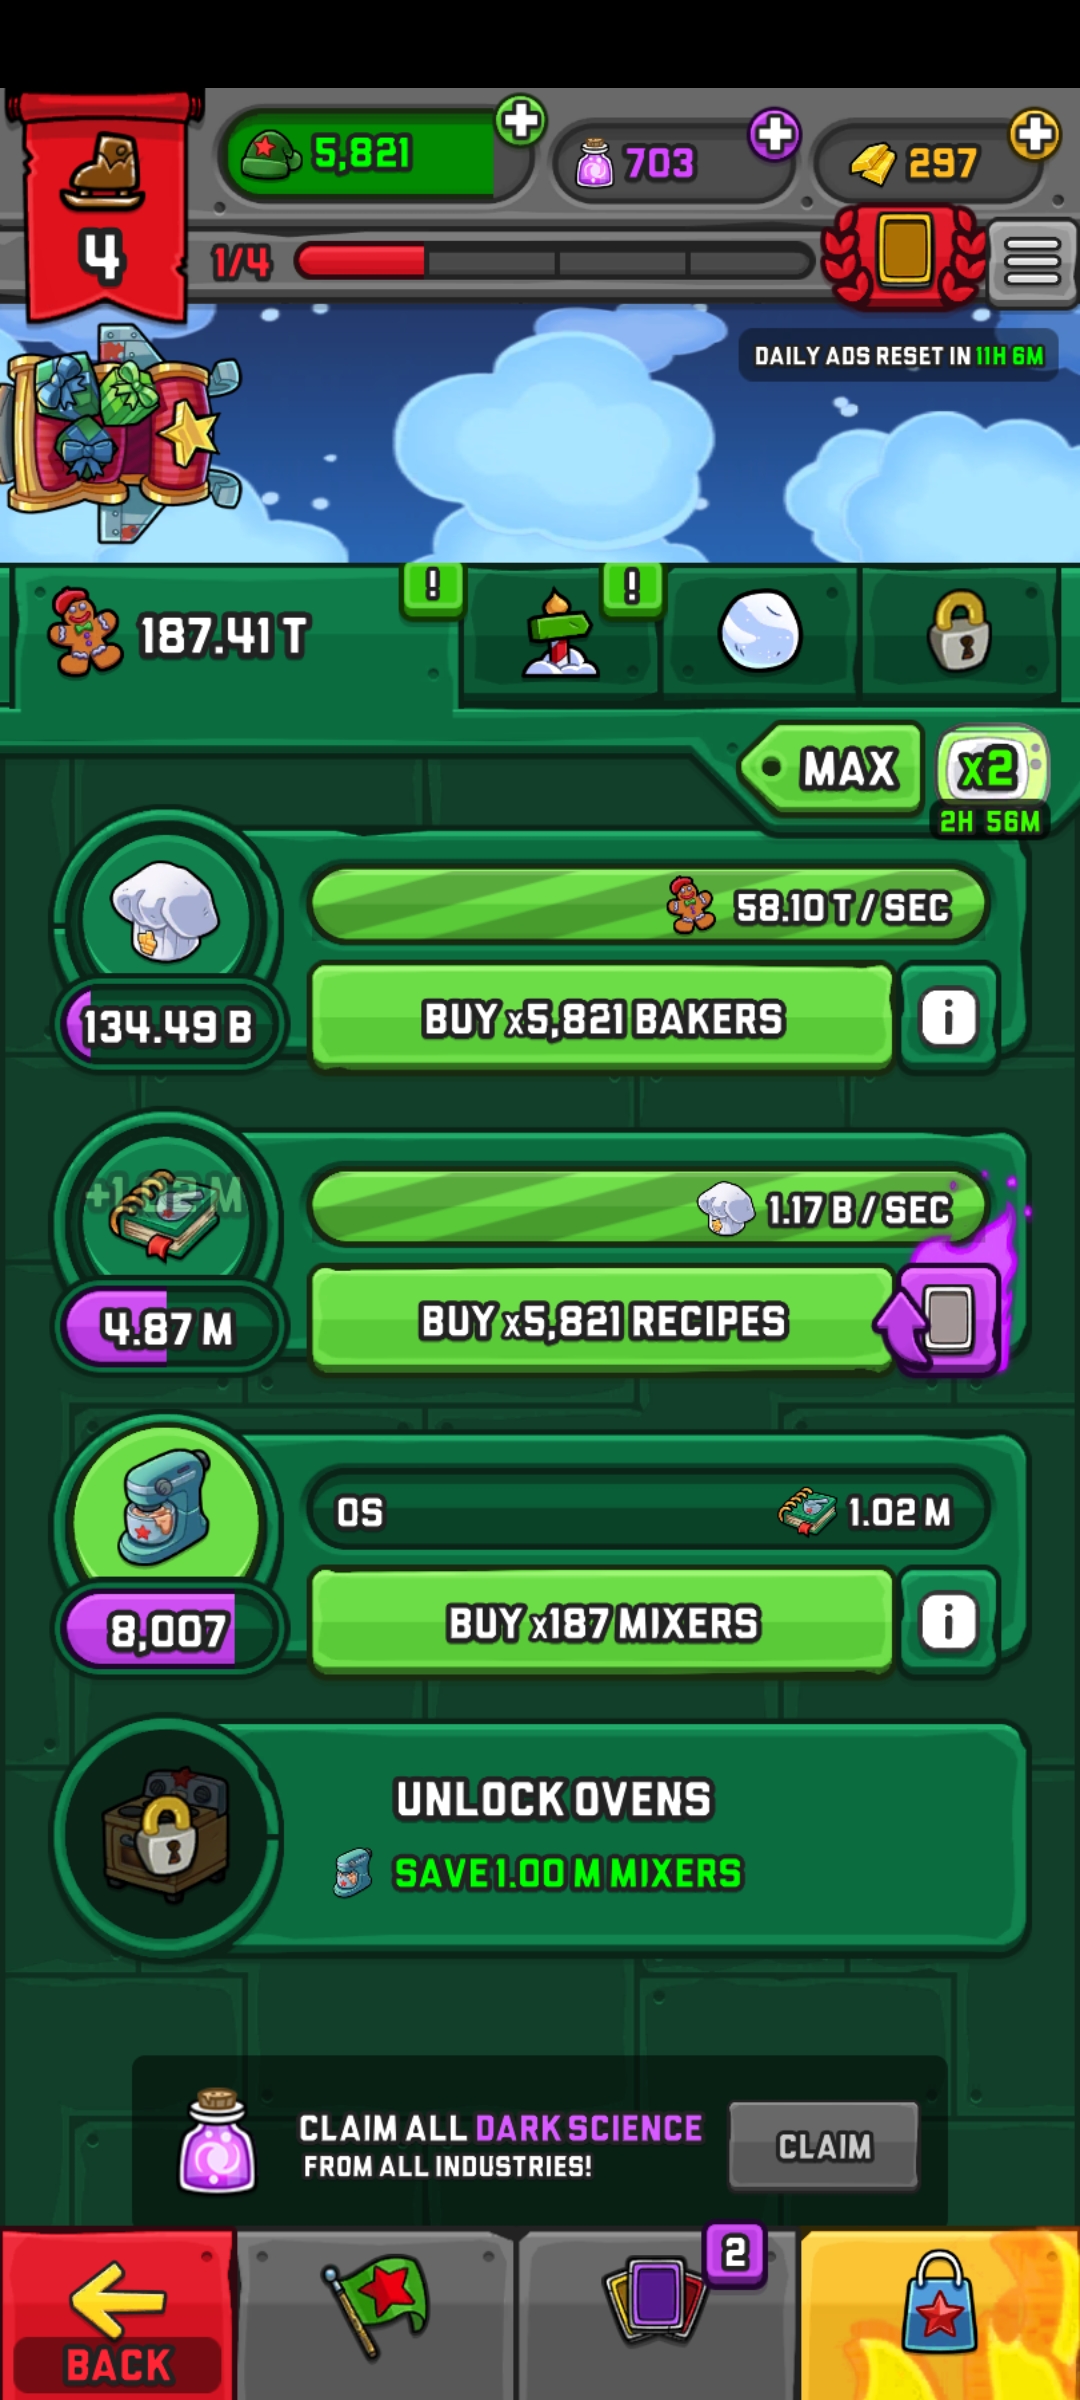 5,821
703
297
4
1/4
DAILY ADS RESET IN 11H 6M
!
!
187.41 T
MAX
x2
2H 56M
58.10 T / SEC
134.49 B
BUY x5,821 BAKERS
i
+1.02 M
1.17 B / SEC
4.87 M
BUY x5,821 RECIPES
0S
1.02 M
8,007
BUY x187 MIXERS
i
UNLOCK OVENS
SAVE 1.00 M MIXERS
CLAIM ALL DARK SCIENCE
FROM ALL INDUSTRIES!
CLAIM
2
BACK